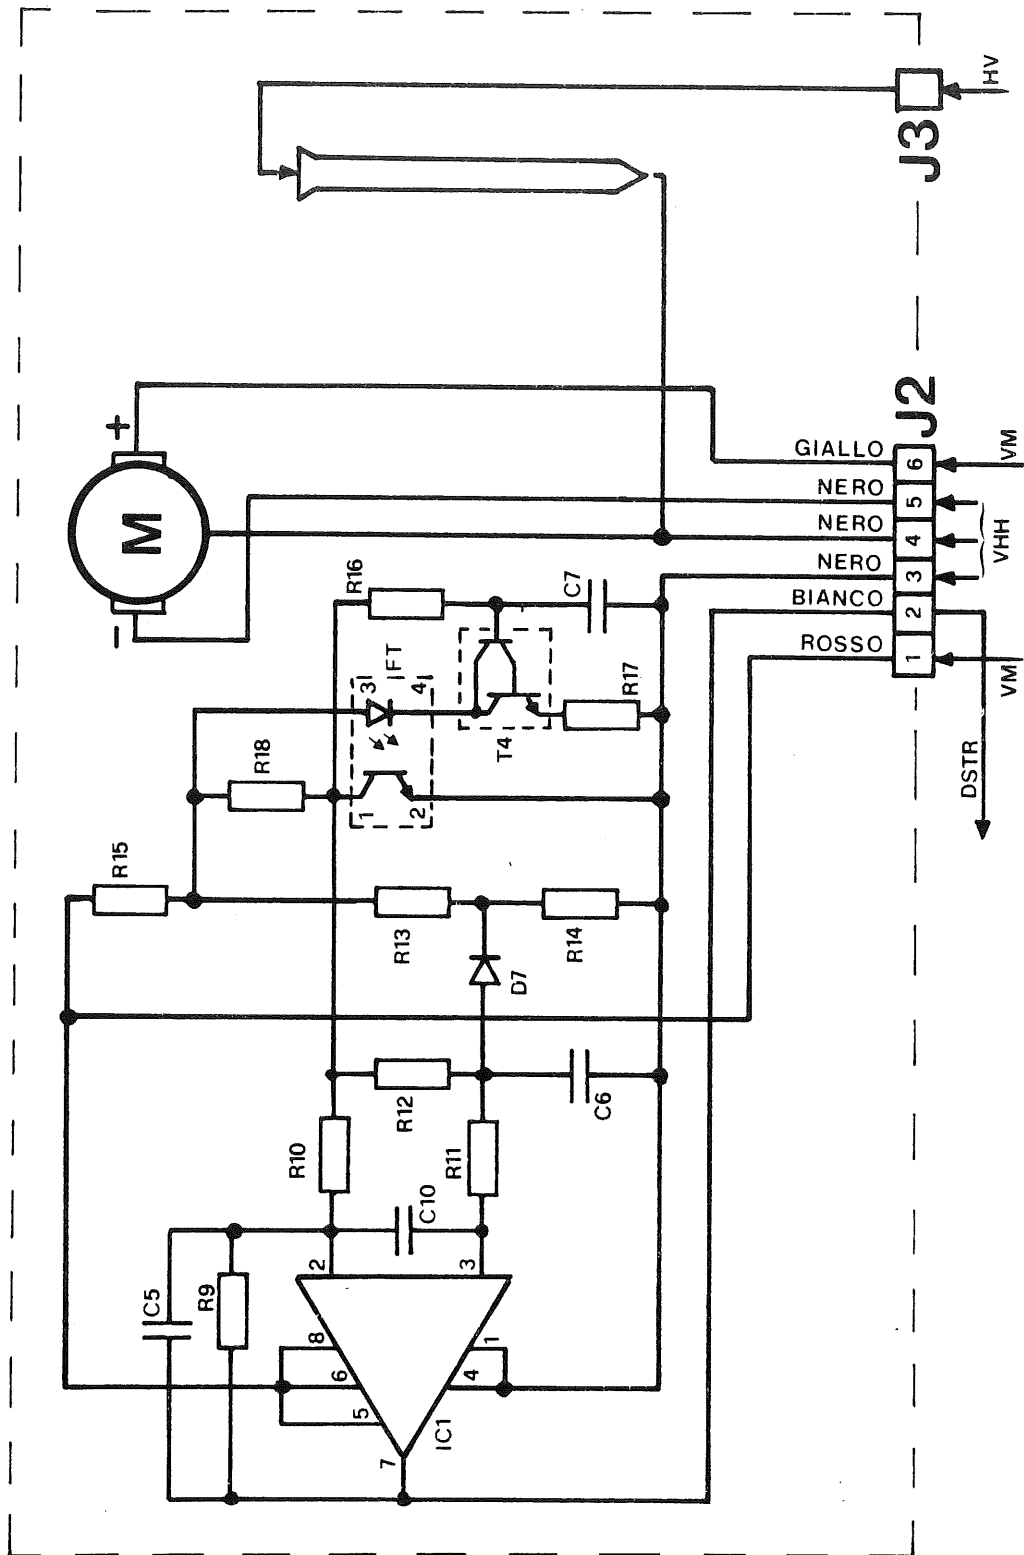 −
+
R15
M
C5
R9
R18
R10
8
2
6
5
7
1
3
R16
FT
R13
R12
C10
2
4
IC1
R11
4
3
1
T4
D7
R14
C6
R17
C7
ROSSO
BIANCO
NERO
NERO
NERO
GIALLO
1
2
3
4
5
6
J2
J3
DSTR
VM
VHH
VM
HV